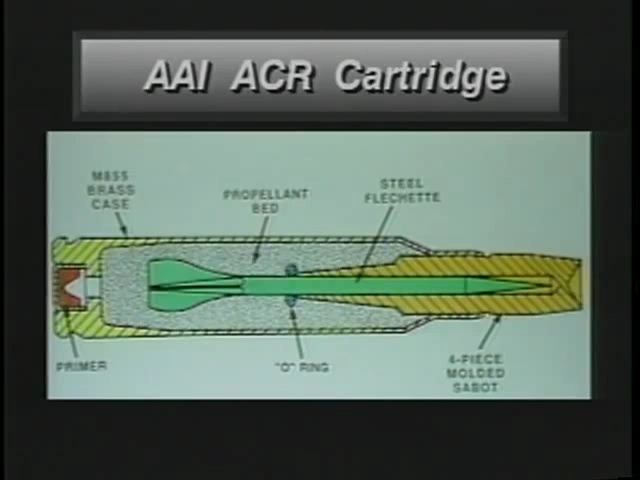 AAI ACR Cartridge
M855
BRASS
CASE
PROPELLANT
BED
STEEL
FLECHETTE
PRIMER
"O" RING
4-PIECE
MOLDED
SABOT